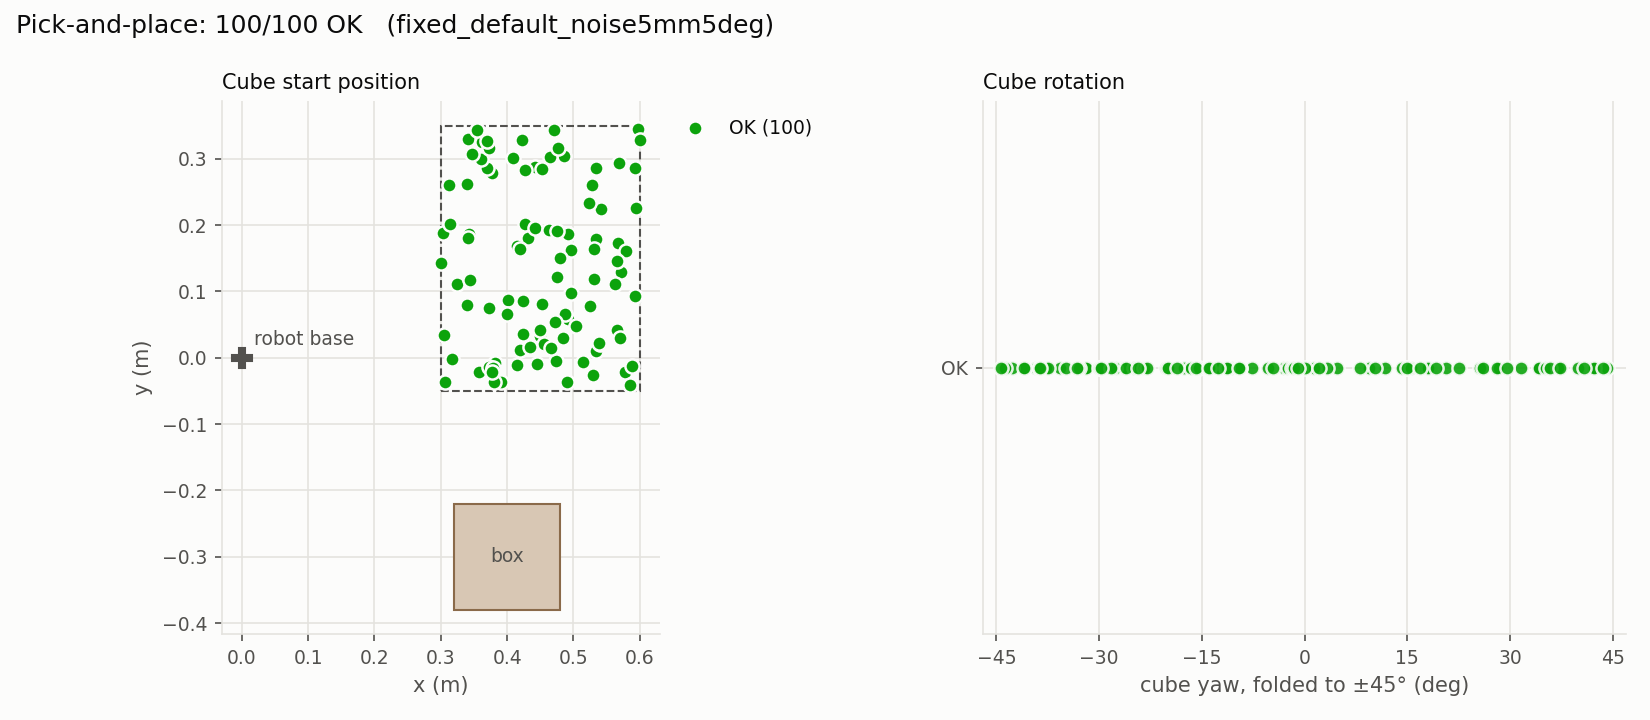 Pick-and-place: 100/100 OK   (fixed_default_noise5mm5deg)
Cube start position
OK (100)
robot base
box
0.3
0.2
0.1
0.0
−0.1
−0.2
−0.3
−0.4
y (m)
0.0 0.1 0.2 0.3 0.4 0.5 0.6
x (m)
Cube rotation
OK
−45 −30 −15 0 15 30 45
cube yaw, folded to ±45° (deg)